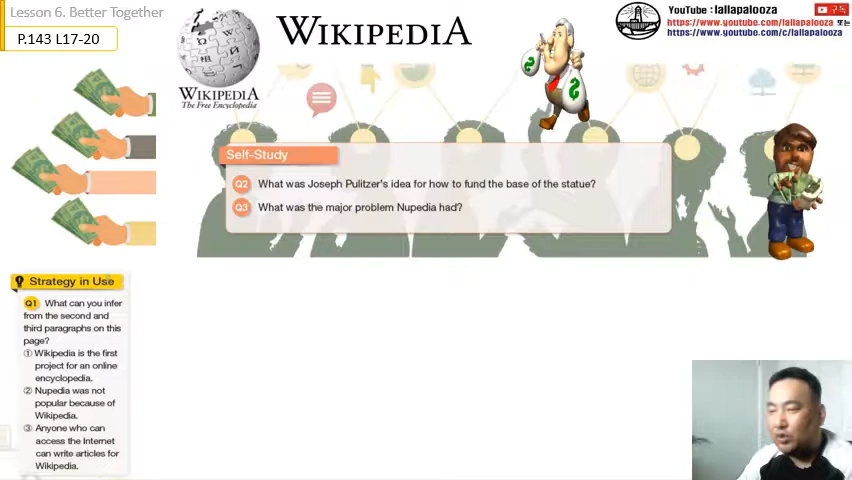 Lesson 6. Better Together
P.143 L17-20
WIKIPEDIA
The Free Encyclopedia
WIKIPEDIA
YouTube : lallapalooza
구독
https://www.youtube.com/lallapalooza 또는
https://www.youtube.com/c/lallapalooza
Self-Study
Q2 What was Joseph Pulitzer's idea for how to fund the base of the statue?
Q3 What was the major problem Nupedia had?
Strategy in Use
Q1 What can you infer
from the second and
third paragraphs on this
page?
① Wikipedia is the first
project for an online
encyclopedia.
② Nupedia was not
popular because of
Wikipedia.
③ Anyone who can
access the Internet
can write articles for
Wikipedia.